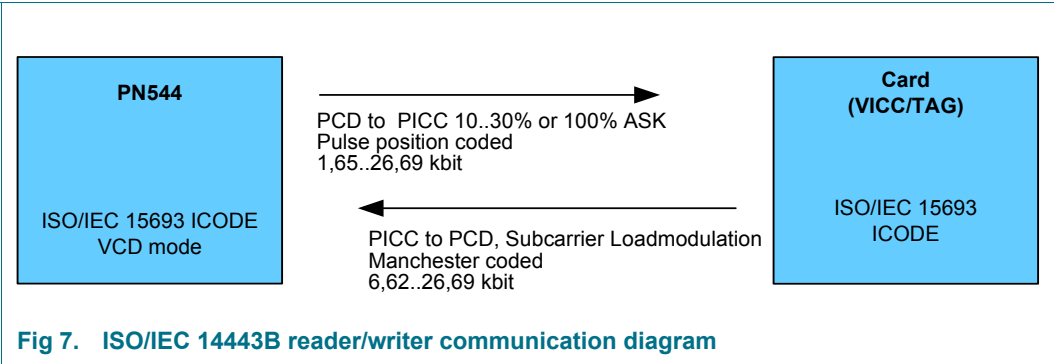 PN544
ISO/IEC 15693 ICODE
VCD mode
PCD to PICC 10..30% or 100% ASK
Pulse position coded
1,65..26,69 kbit
PICC to PCD, Subcarrier Loadmodulation
Manchester coded
6,62..26,69 kbit
Card
(VICC/TAG)
ISO/IEC 15693
ICODE
Fig 7. ISO/IEC 14443B reader/writer communication diagram